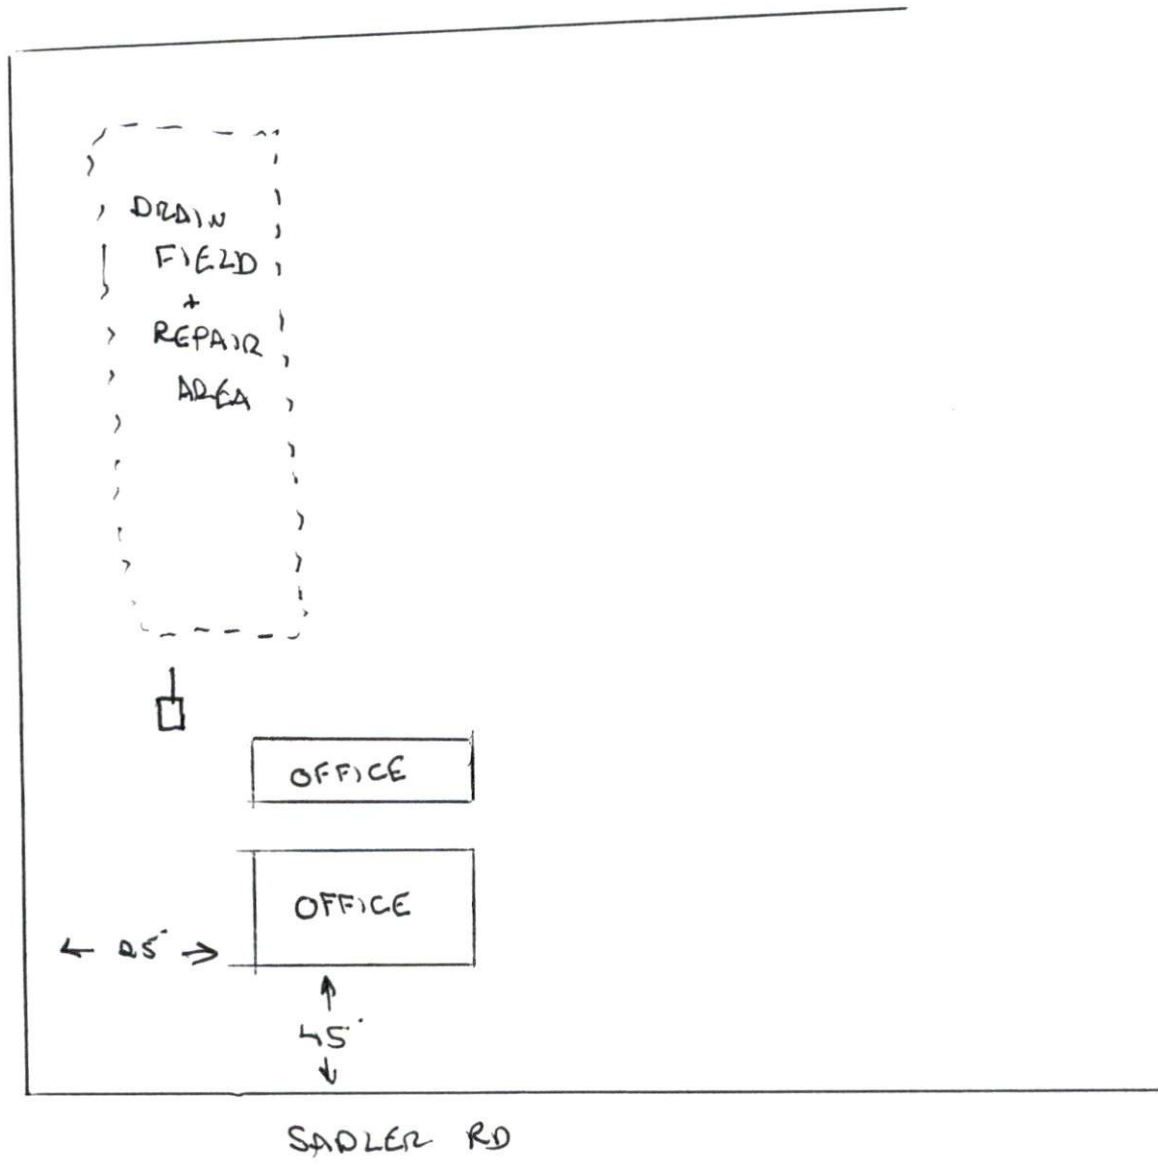 DRAIN
FIELD
+
REPAIR
AREA
OFFICE
OFFICE
25'
45'
SADLER RD